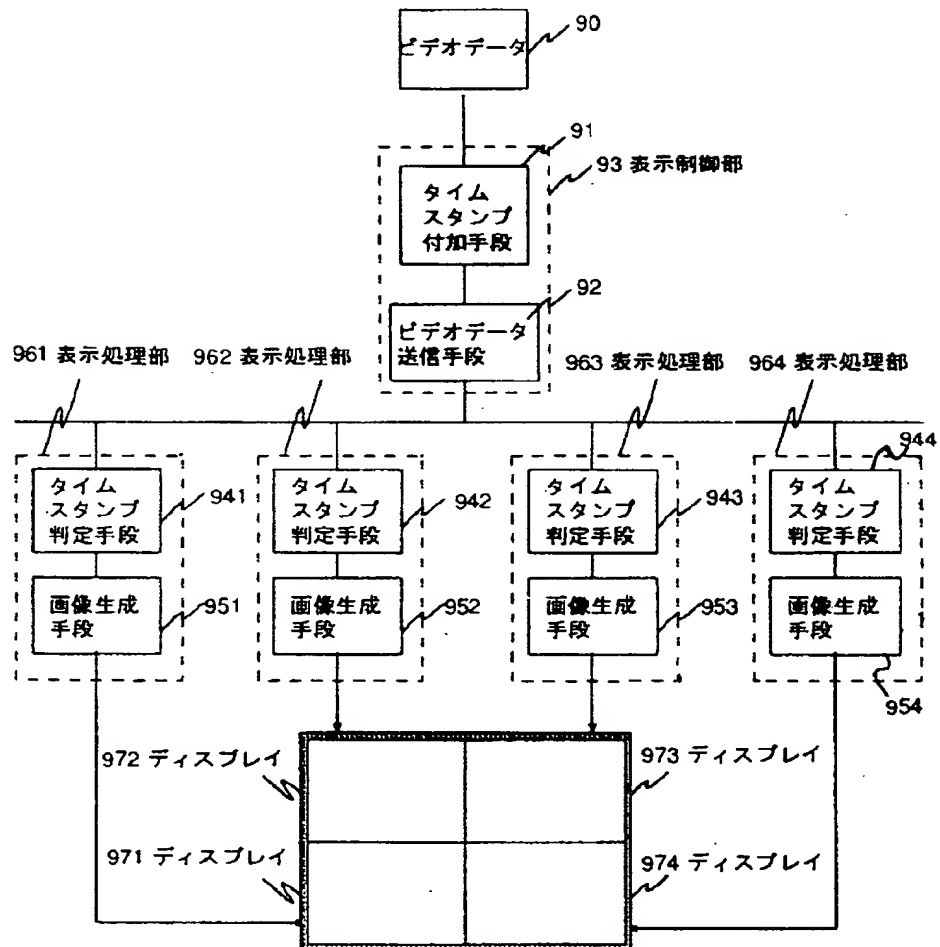 ビデオデータ
90
91
93 表示制御部
タイム
スタンプ
付加手段
92
ビデオデータ
送信手段
961 表示処理部
962 表示処理部
963 表示処理部
964 表示処理部
タイム
スタンプ
判定手段
941
タイム
スタンプ
判定手段
942
タイム
スタンプ
判定手段
943
タイム
スタンプ
判定手段
944
画像生成
手段
951
画像生成
手段
952
画像生成
手段
953
画像生成
手段
954
972 ディスプレイ
973 ディスプレイ
971 ディスプレイ
974 ディスプレイ